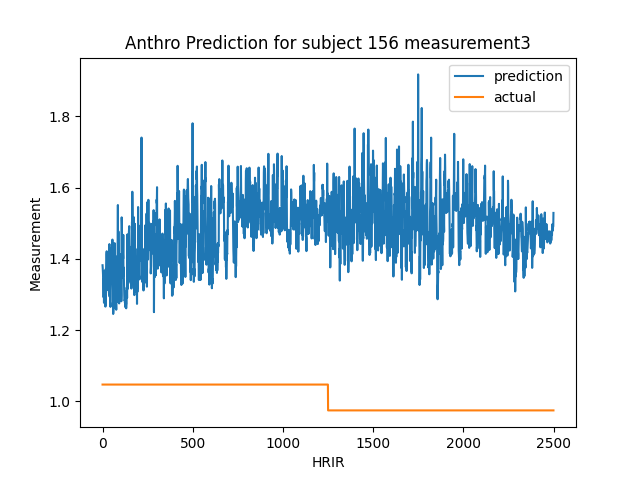 Anthro Prediction for subject 156 measurement3
prediction
actual
1.8
1.6
1.4
1.2
1.0
Measurement
0
500
1000
1500
2000
2500
HRIR